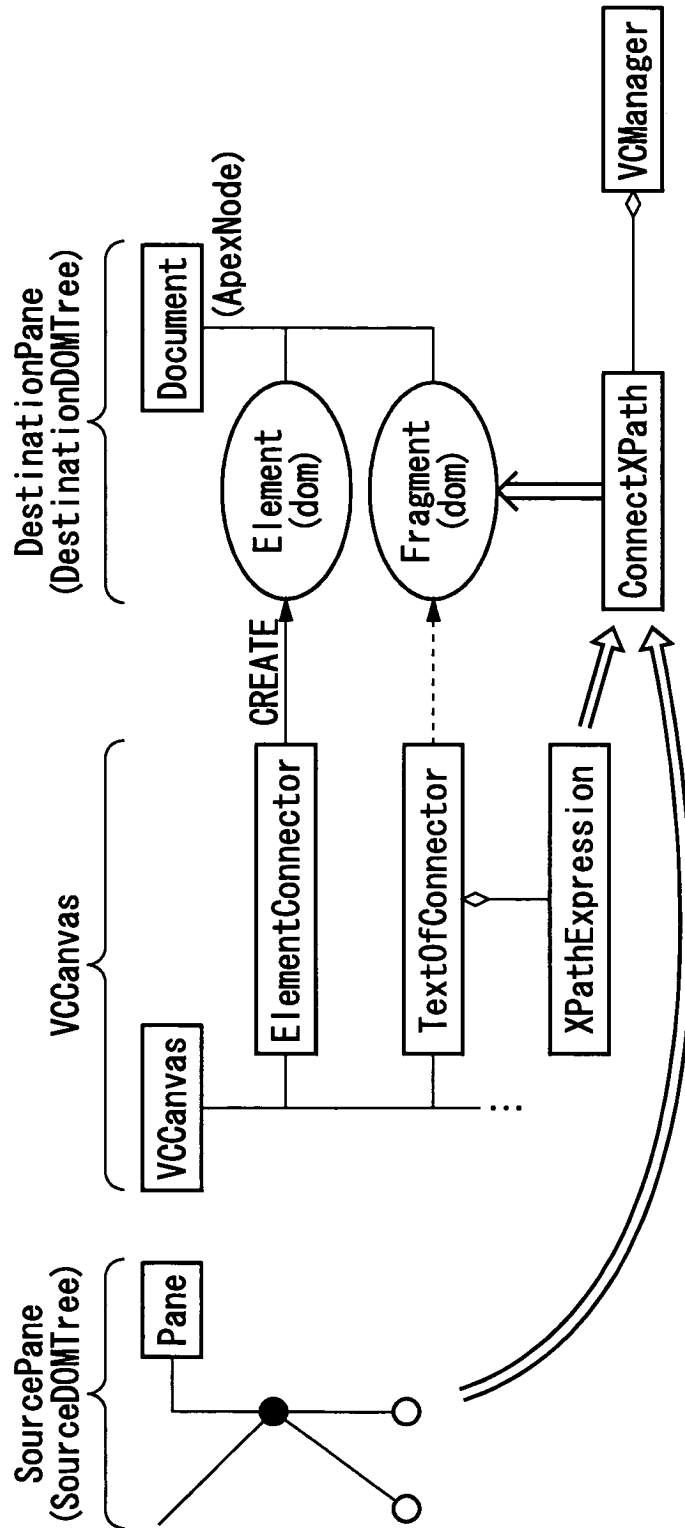 SourcePane
(SourceDOMTree)
Pane
VCCanvas
VCCanvas
ElementConnector
TextOfConnector
XPathExpression
...
CREATE
DestinationPane
(DestinationDOMTree)
Document
(ApexNode)
Element
(dom)
Fragment
(dom)
ConnectXPath
VCManager